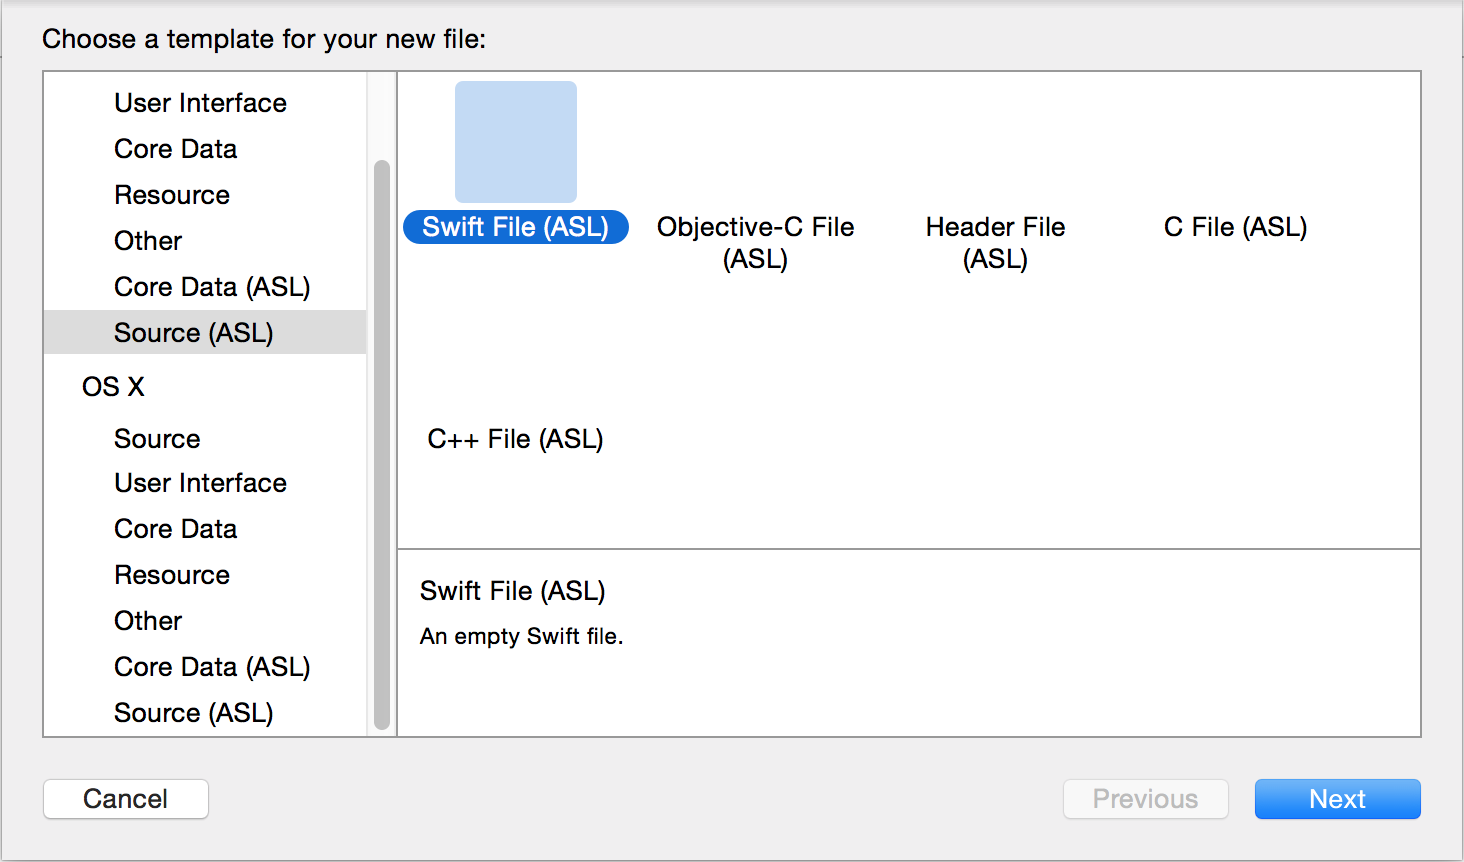 Choose a template for your new file:
User Interface
Core Data
Resource
Other
Core Data (ASL)
Source (ASL)
OS X
Source
User Interface
Core Data
Resource
Other
Core Data (ASL)
Source (ASL)
Swift File (ASL)
Objective-C File
(ASL)
Header File
(ASL)
C File (ASL)
C++ File (ASL)
Swift File (ASL)
An empty Swift file.
Cancel
Previous
Next